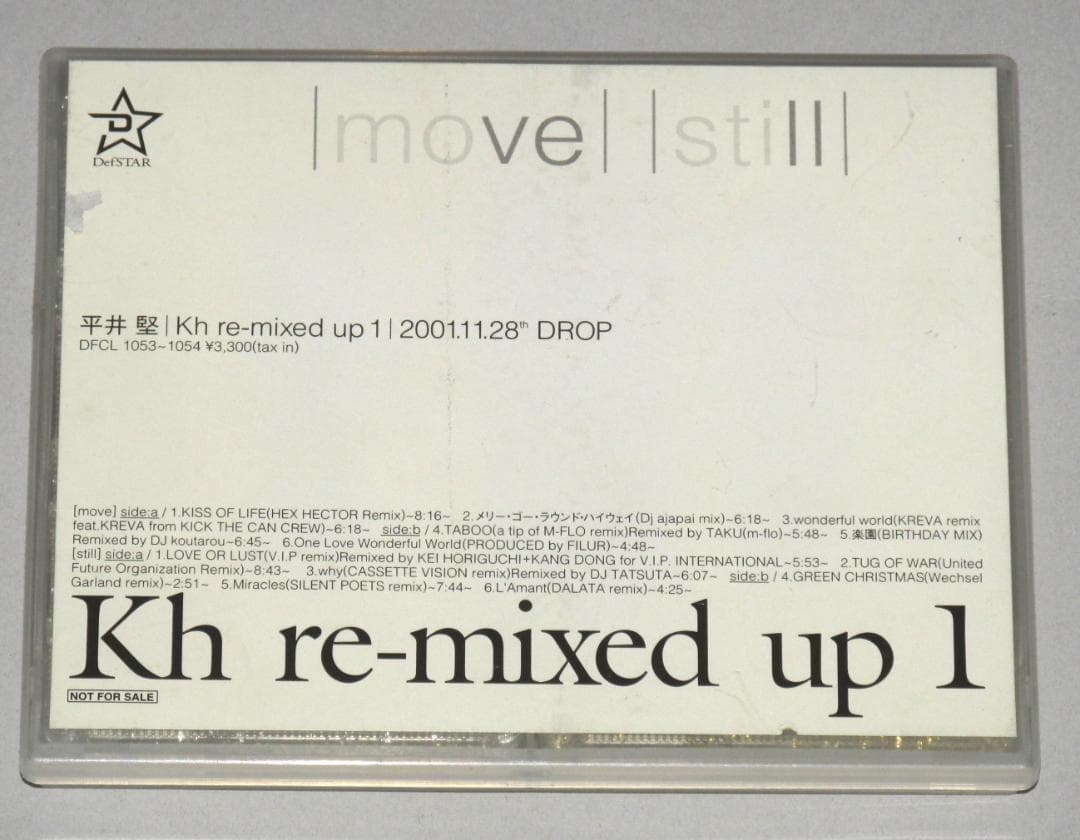 D
DefSTAR
|move| |still|
平井 堅|Kh re-mixed up 1|2001.11.28th DROP
DFCL 1053~1054 ¥3,300(tax in)
[move] side:a / 1.KISS OF LIFE(HEX HECTOR Remix)~8:16~ 2.メリー・ゴー・ラウンド・ハイウェイ(Dj ajapai mix)~6:18~ 3.wonderful world(KREVA remix
feat.KREVA from KICK THE CAN CREW)~6:18~ side:b / 4.TABOO(a tip of M-FLO remix)Remixed by TAKU(m-flo)~5:48~ 5.楽園(BIRTHDAY MIX)
Remixed by DJ koutarou~6:45~ 6.One Love Wonderful World(PRODUCED by FILUR)~4:48~
[still] side:a / 1.LOVE OR LUST(V.I.P remix)Remixed by KEI HORIGUCHI+KANG DONG for V.I.P. INTERNATIONAL~5:53~ 2.TUG OF WAR(United
Future Organization Remix)~8:43~ 3.why(CASSETTE VISION remix)Remixed by DJ TATSUTA~6:07~ side:b / 4.GREEN CHRISTMAS(Wechsel
Garland remix)~2:51~ 5.Miracles(SILENT POETS remix)~7:44~ 6.L'Amant(DALATA remix)~4:25~
Kh re-mixed up 1
NOT FOR SALE